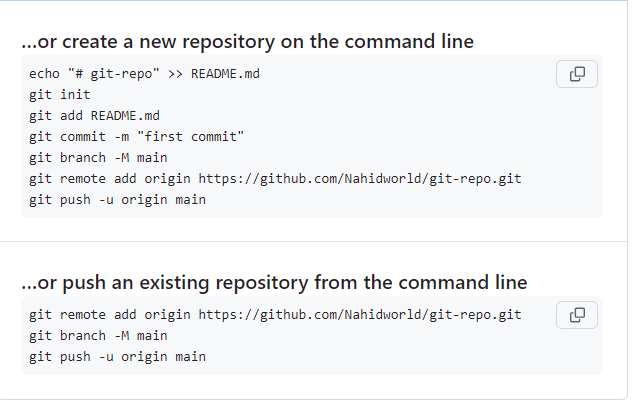 …or create a new repository on the command line
echo "# git-repo" >> README.md
git init
git add README.md
git commit -m "first commit"
git branch -M main
git remote add origin https://github.com/Nahidworld/git-repo.git
git push -u origin main
…or push an existing repository from the command line
git remote add origin https://github.com/Nahidworld/git-repo.git
git branch -M main
git push -u origin main